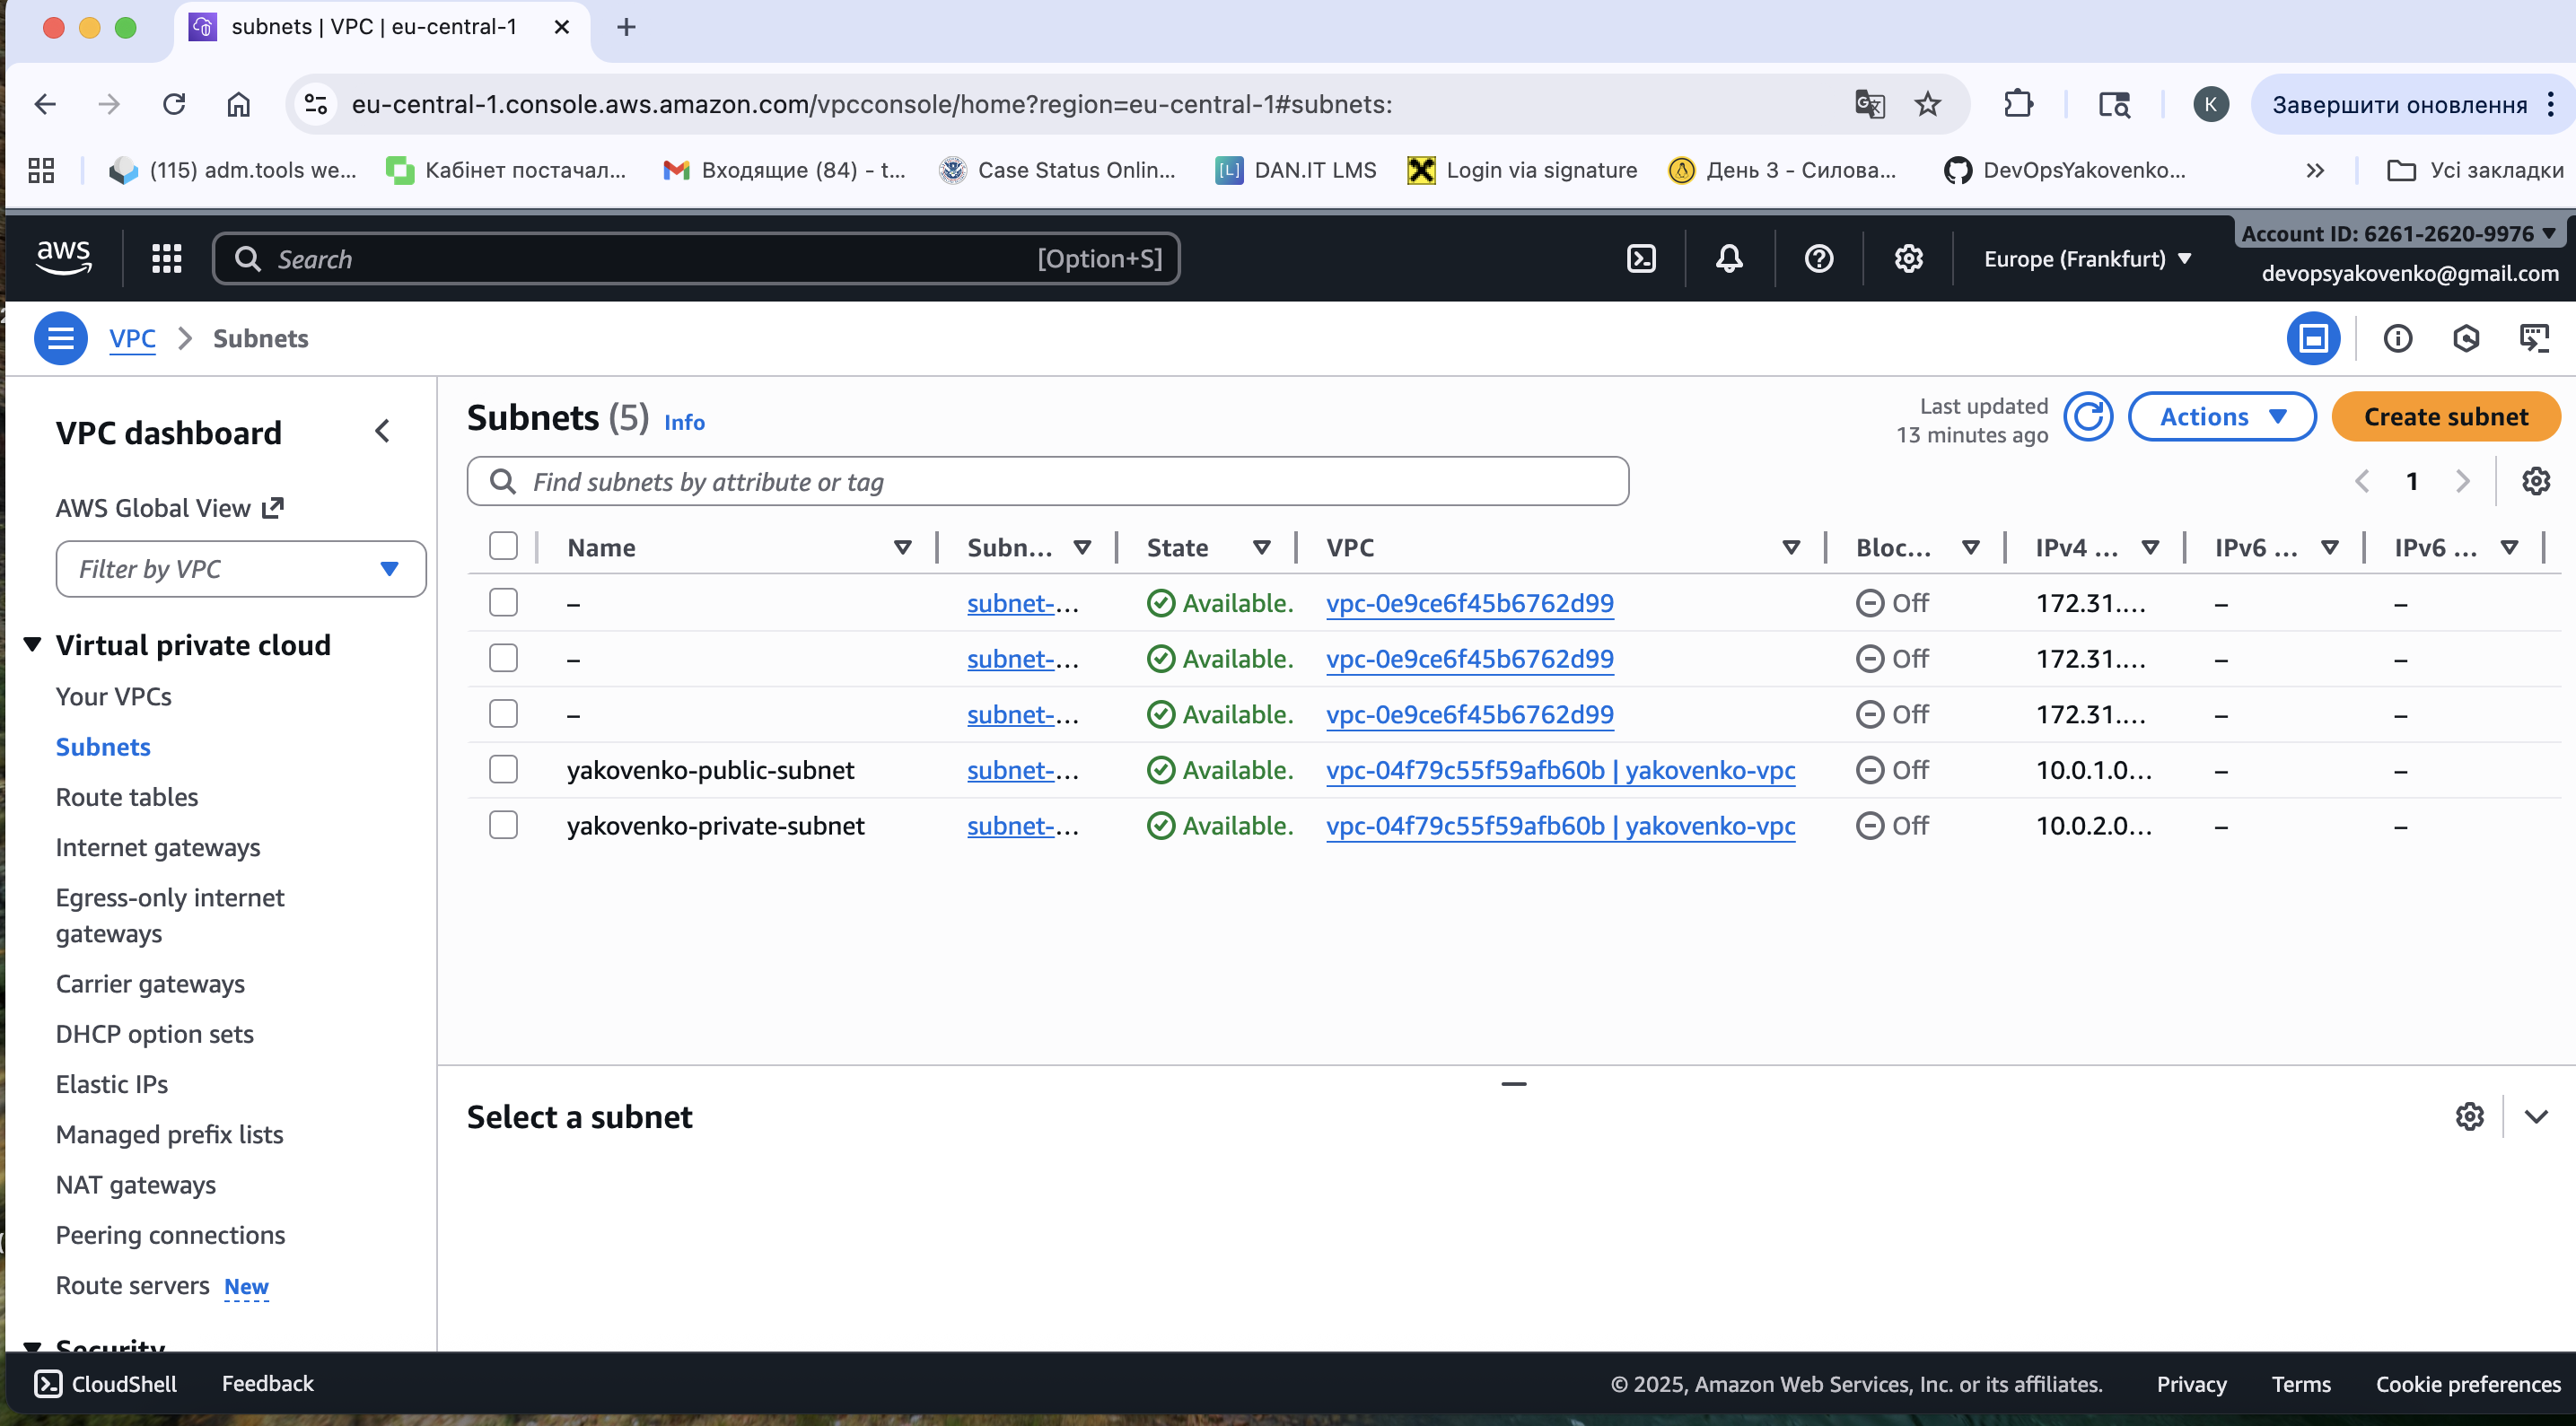 subnets | VPC | eu-central-1
eu-central-1.console.aws.amazon.com/vpcconsole/home?region=eu-central-1#subnets:
K
Завершити оновлення
(115) adm.tools we...
Кабінет постачал...
Входящие (84) - t...
Case Status Onlin...
[L] DAN.IT LMS
Login via signature
День 3 - Силова...
DevOpsYakovenko...
Усі закладки
aws
Search
[Option+S]
Europe (Frankfurt)
Account ID: 6261-2620-9976
devopsyakovenko@gmail.com
VPC
Subnets
VPC dashboard
AWS Global View
Filter by VPC
Virtual private cloud
Your VPCs
Subnets
Route tables
Internet gateways
Egress-only internet
gateways
Carrier gateways
DHCP option sets
Elastic IPs
Managed prefix lists
NAT gateways
Peering connections
Route servers New
Security
Subnets (5) Info
Last updated
13 minutes ago
Actions
Create subnet
Find subnets by attribute or tag
1
Name Subn... State VPC Bloc... IPv4 ... IPv6 ... IPv6 ...
– subnet-... Available. vpc-0e9ce6f45b6762d99 Off 172.31.... – –
– subnet-... Available. vpc-0e9ce6f45b6762d99 Off 172.31.... – –
– subnet-... Available. vpc-0e9ce6f45b6762d99 Off 172.31.... – –
yakovenko-public-subnet subnet-... Available. vpc-04f79c55f59afb60b | yakovenko-vpc Off 10.0.1.0... – –
yakovenko-private-subnet subnet-... Available. vpc-04f79c55f59afb60b | yakovenko-vpc Off 10.0.2.0... – –
Select a subnet
CloudShell
Feedback
© 2025, Amazon Web Services, Inc. or its affiliates.
Privacy
Terms
Cookie preferences